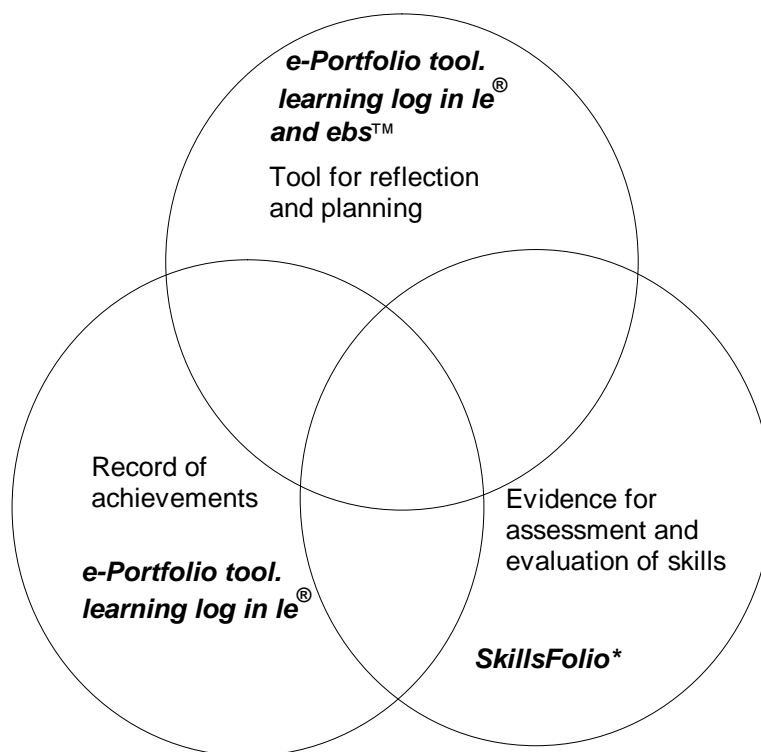 e-Portfolio tool.
learning log in le®
and ebs™
Tool for reflection
and planning
Record of
achievements
e-Portfolio tool.
learning log in le®
Evidence for
assessment and
evaluation of skills
SkillsFolio*